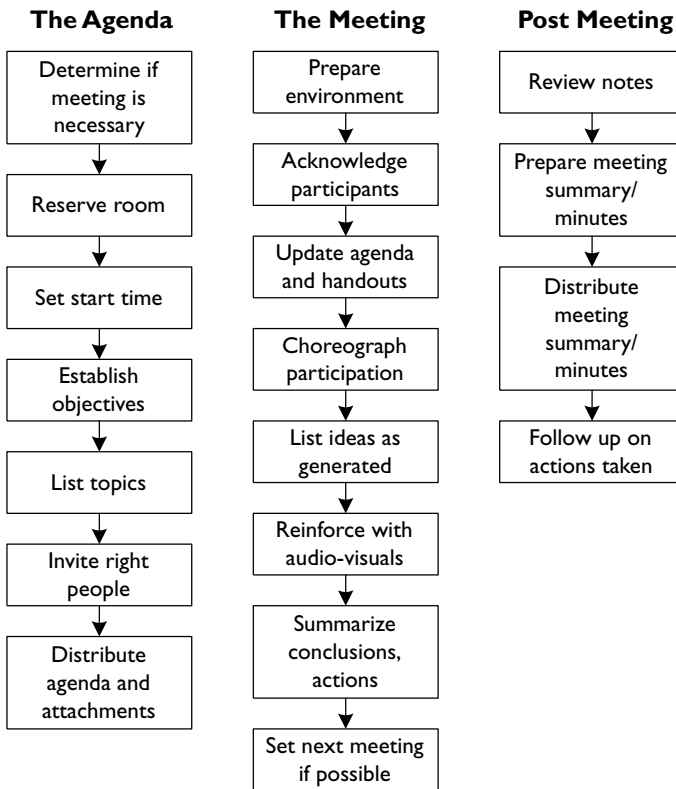 The Agenda
Determine if
meeting is
necessary
Reserve room
Set start time
Establish
objectives
List topics
Invite right
people
Distribute
agenda and
attachments
The Meeting
Prepare
environment
Acknowledge
participants
Update agenda
and handouts
Choreograph
participation
List ideas as
generated
Reinforce with
audio-visuals
Summarize
conclusions,
actions
Set next meeting
if possible
Post Meeting
Review notes
Prepare meeting
summary/
minutes
Distribute
meeting
summary/
minutes
Follow up on
actions taken